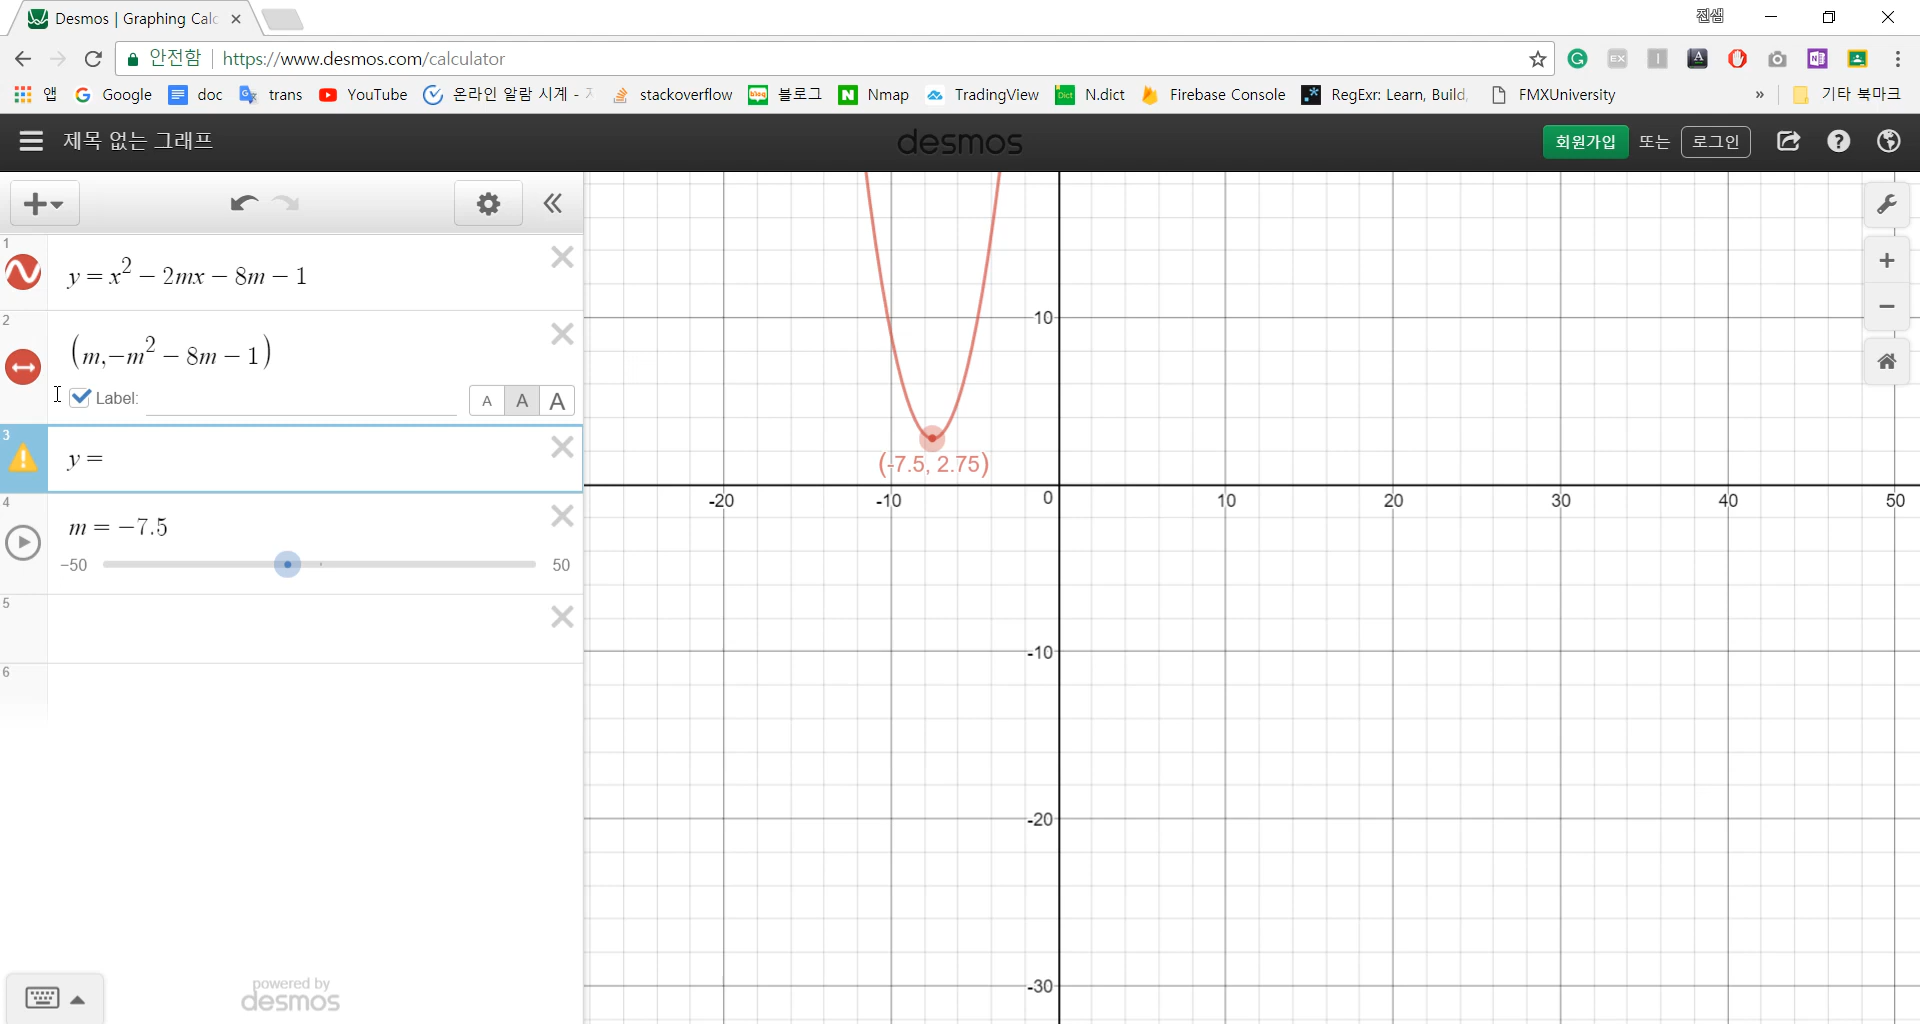 Desmos | Graphing Calc
진샘
안전함 https://www.desmos.com/calculator
앱 Google doc trans YouTube 온라인 알람 시계 - stackoverflow 블로그 Nmap TradingView N.dict Firebase Console RegExr: Learn, Build, FMXUniversity » 기타 북마크
제목 없는 그래프
desmos
회원가입 또는 로그인
1
y = x² − 2mx − 8m − 1
2
(m, −m² − 8m − 1)
Label:
A A A
3
y =
4
m = −7.5
-50 50
5
6
powered by
desmos
10
(-7.5, 2.75)
-20 -10 0 10 20 30 40 50
-10
-20
-30